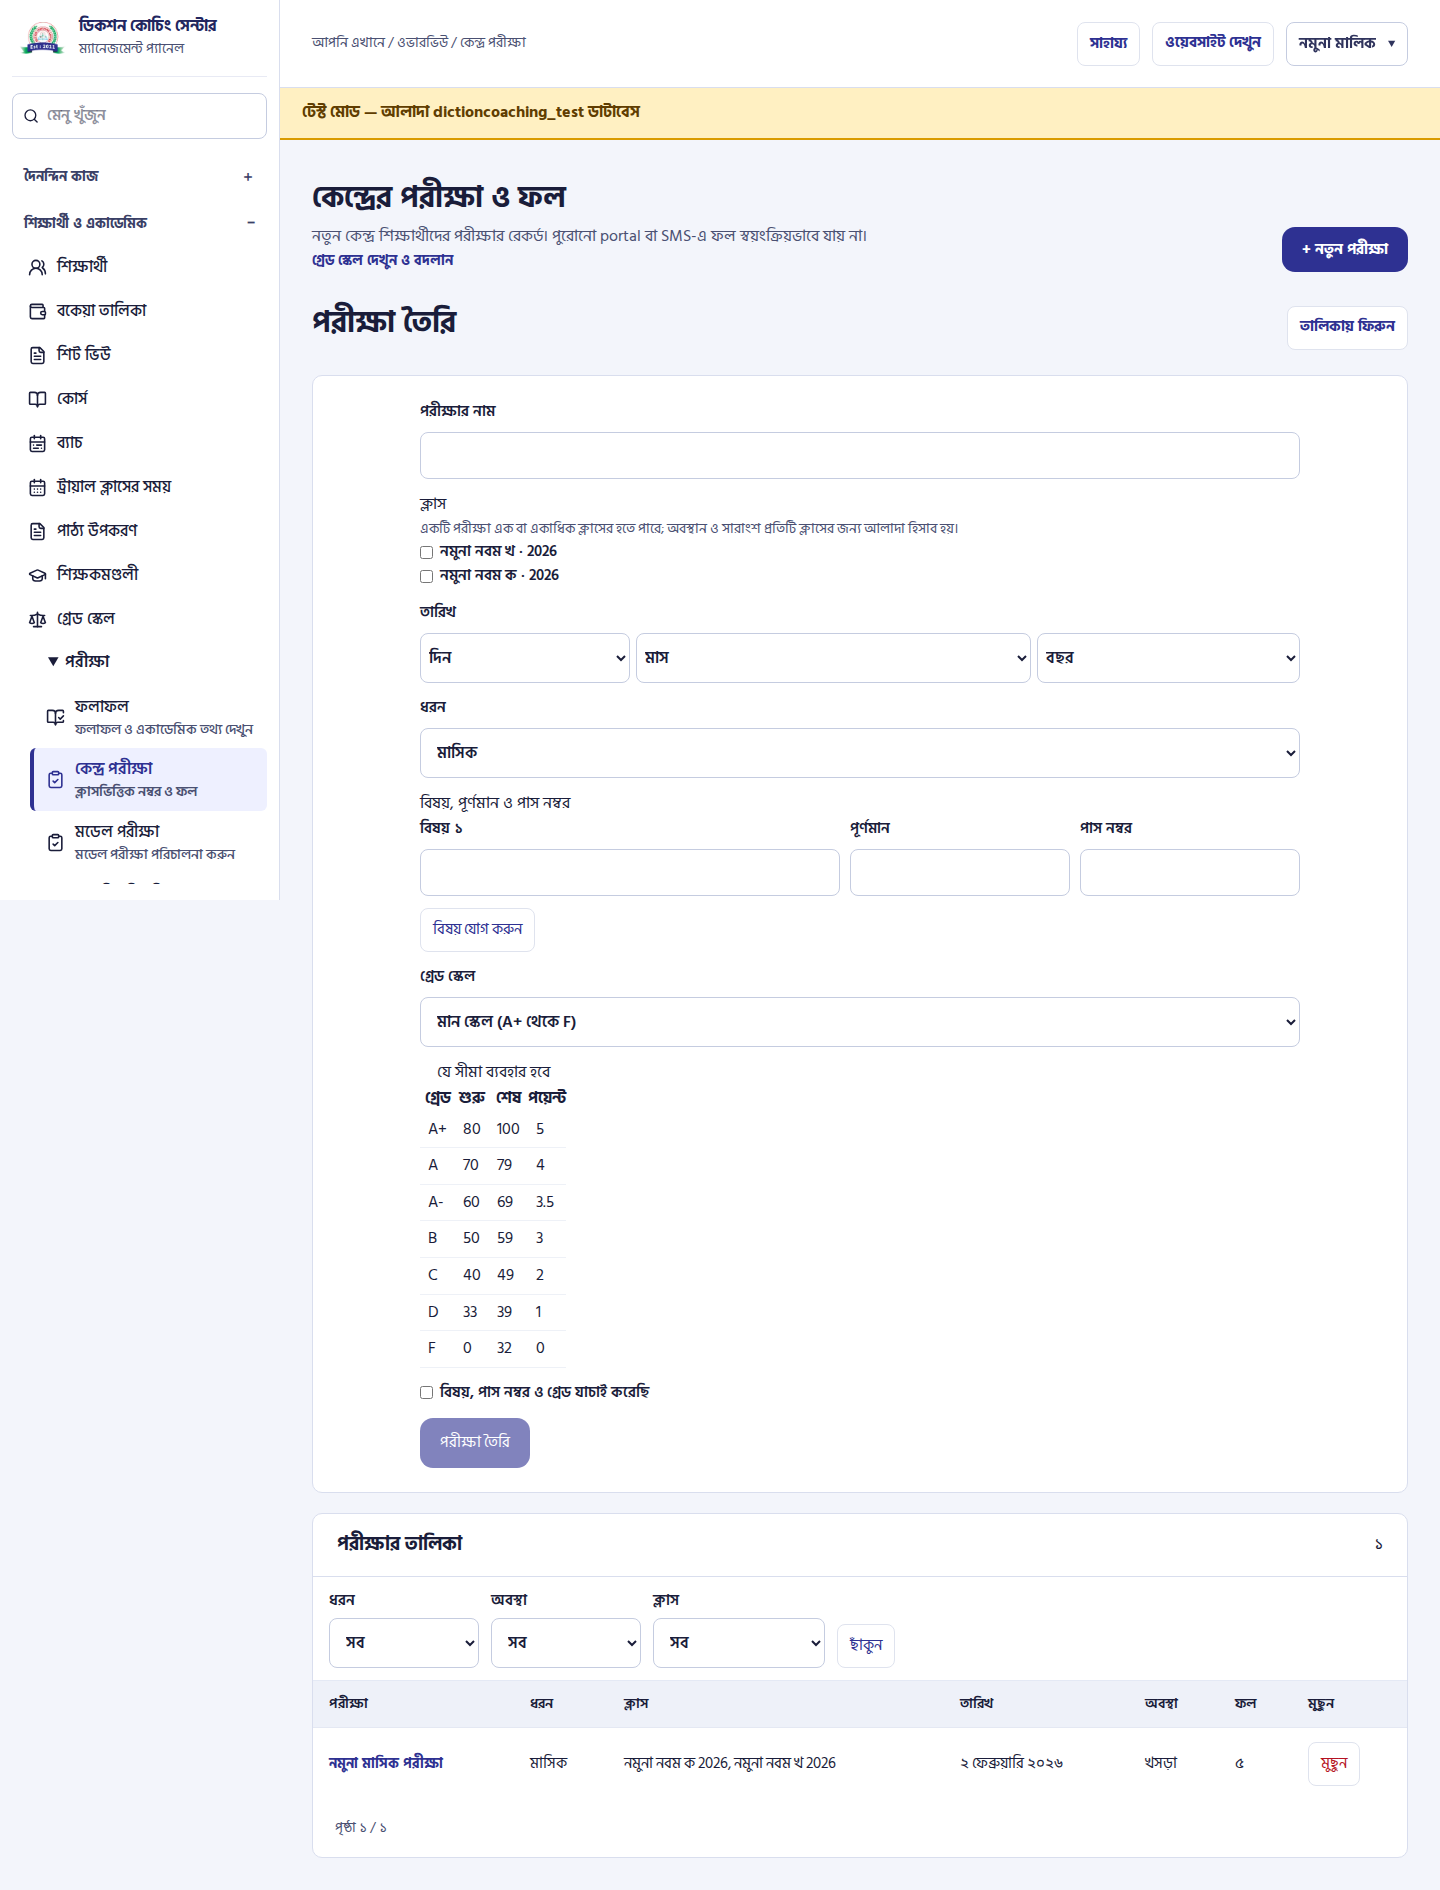 ডিকশন কোচিং সেন্টার
ম্যানেজমেন্ট প্যানেল
Est : 2011
মেনু খুঁজুন
দৈনন্দিন কাজ +
শিক্ষার্থী ও একাডেমিক −
শিক্ষার্থী
বকেয়া তালিকা
শিট ভিউ
কোর্স
ব্যাচ
ট্রায়াল ক্লাসের সময়
পাঠ্য উপকরণ
শিক্ষকমণ্ডলী
গ্রেড স্কেল
▼ পরীক্ষা
ফলাফল
ফলাফল ও একাডেমিক তথ্য দেখুন
কেন্দ্র পরীক্ষা
ক্লাসভিত্তিক নম্বর ও ফল
মডেল পরীক্ষা
মডেল পরীক্ষা পরিচালনা করুন
আপনি এখানে / ওভারভিউ / কেন্দ্র পরীক্ষা
সাহায্য
ওয়েবসাইট দেখুন
নমুনা মালিক ▼
টেস্ট মোড — আলাদা dictioncoaching_test ডাটাবেস
কেন্দ্রের পরীক্ষা ও ফল
নতুন কেন্দ্র শিক্ষার্থীদের পরীক্ষার রেকর্ড। পুরোনো portal বা SMS-এ ফল স্বয়ংক্রিয়ভাবে যায় না।
গ্রেড স্কেল দেখুন ও বদলান
+ নতুন পরীক্ষা
পরীক্ষা তৈরি
তালিকায় ফিরুন
পরীক্ষার নাম
ক্লাস
একটি পরীক্ষা এক বা একাধিক ক্লাসের হতে পারে; অবস্থান ও সারাংশ প্রতিটি ক্লাসের জন্য আলাদা হিসাব হয়।
নমুনা নবম খ · 2026
নমুনা নবম ক · 2026
তারিখ
দিন মাস বছর
ধরন
মাসিক
বিষয়, পূর্ণমান ও পাস নম্বর
বিষয় ১ পূর্ণমান পাস নম্বর
বিষয় যোগ করুন
গ্রেড স্কেল
মান স্কেল (A+ থেকে F)
যে সীমা ব্যবহার হবে
গ্রেড শুরু শেষ পয়েন্ট
A+ 80 100 5
A 70 79 4
A- 60 69 3.5
B 50 59 3
C 40 49 2
D 33 39 1
F 0 32 0
বিষয়, পাস নম্বর ও গ্রেড যাচাই করেছি
পরীক্ষা তৈরি
পরীক্ষার তালিকা ১
ধরন অবস্থা ক্লাস
সব সব সব ছাঁকুন
পরীক্ষা ধরন ক্লাস তারিখ অবস্থা ফল মুছুন
নমুনা মাসিক পরীক্ষা মাসিক নমুনা নবম ক 2026, নমুনা নবম খ 2026 ২ ফেব্রুয়ারি ২০২৬ খসড়া ৫ মুছুন
পৃষ্ঠা ১ / ১